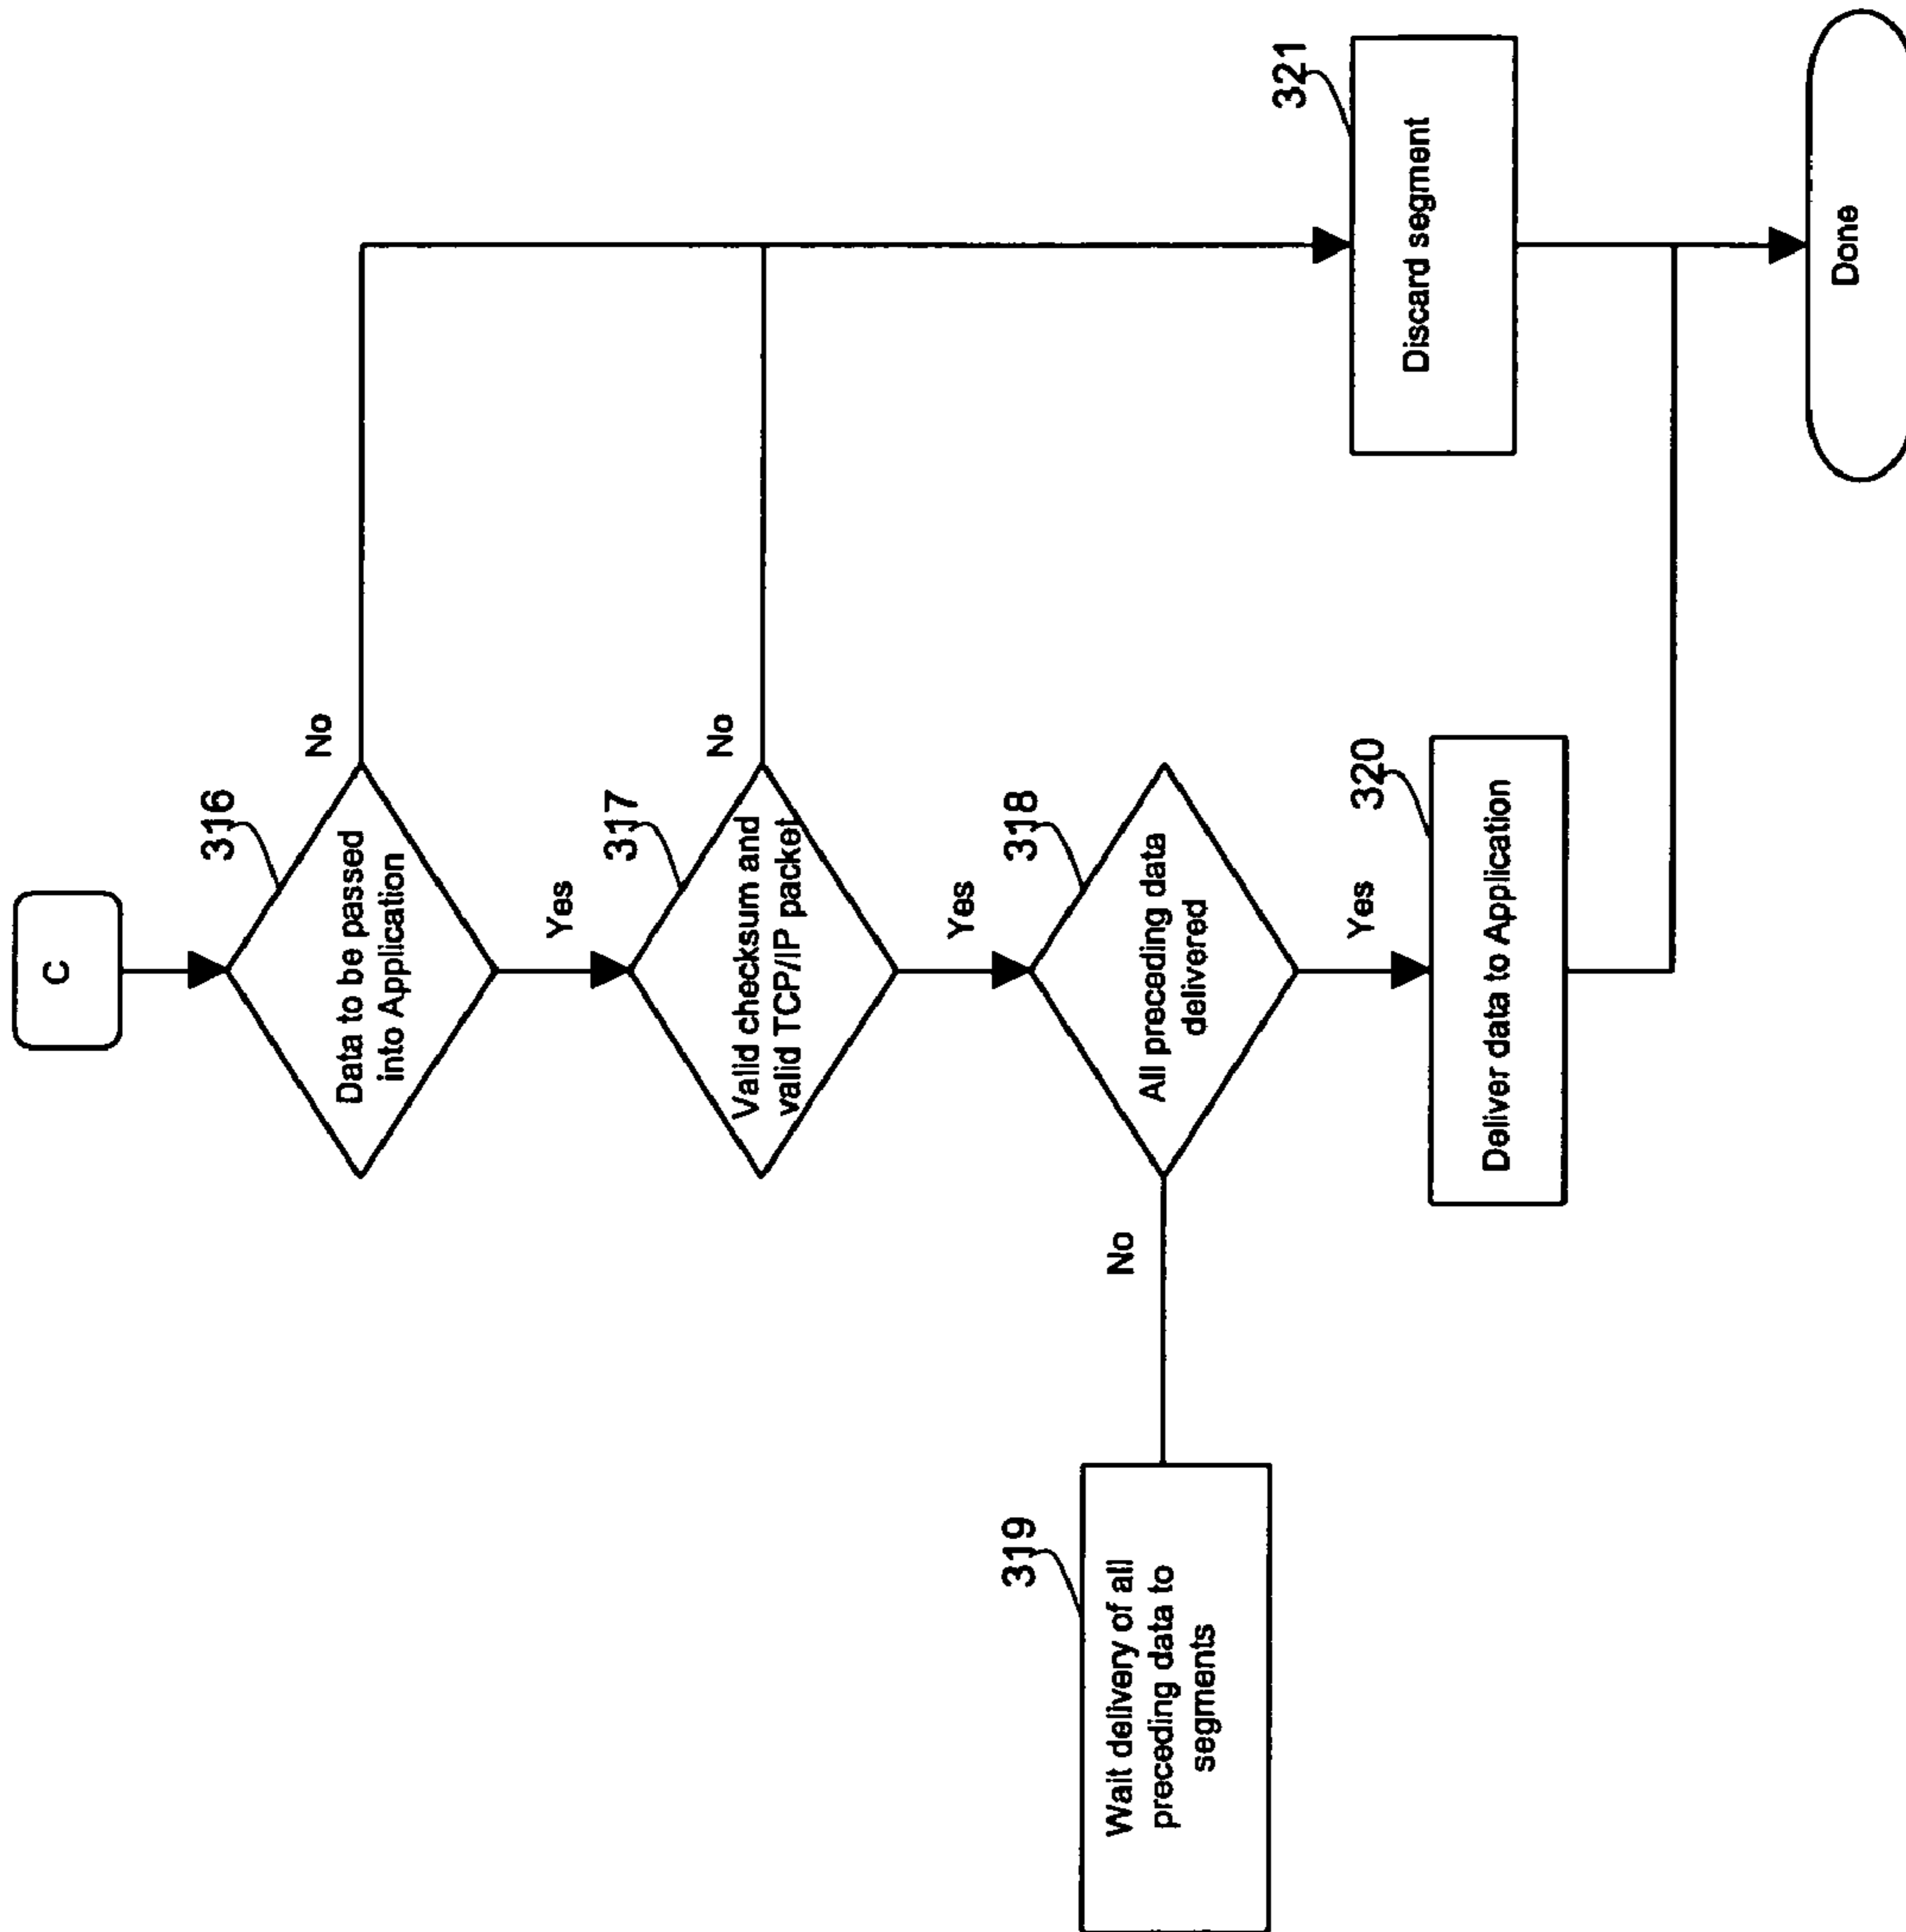 C
316
Data to be passed
into Application
No
Yes
317
Valid checksum and
valid TCP/IP packet
No
Yes
318
All preceding data
delivered
No
Yes
319
Wait delivery of all
preceding data to
segments
320
Deliver data to Application
321
Discard segment
Done